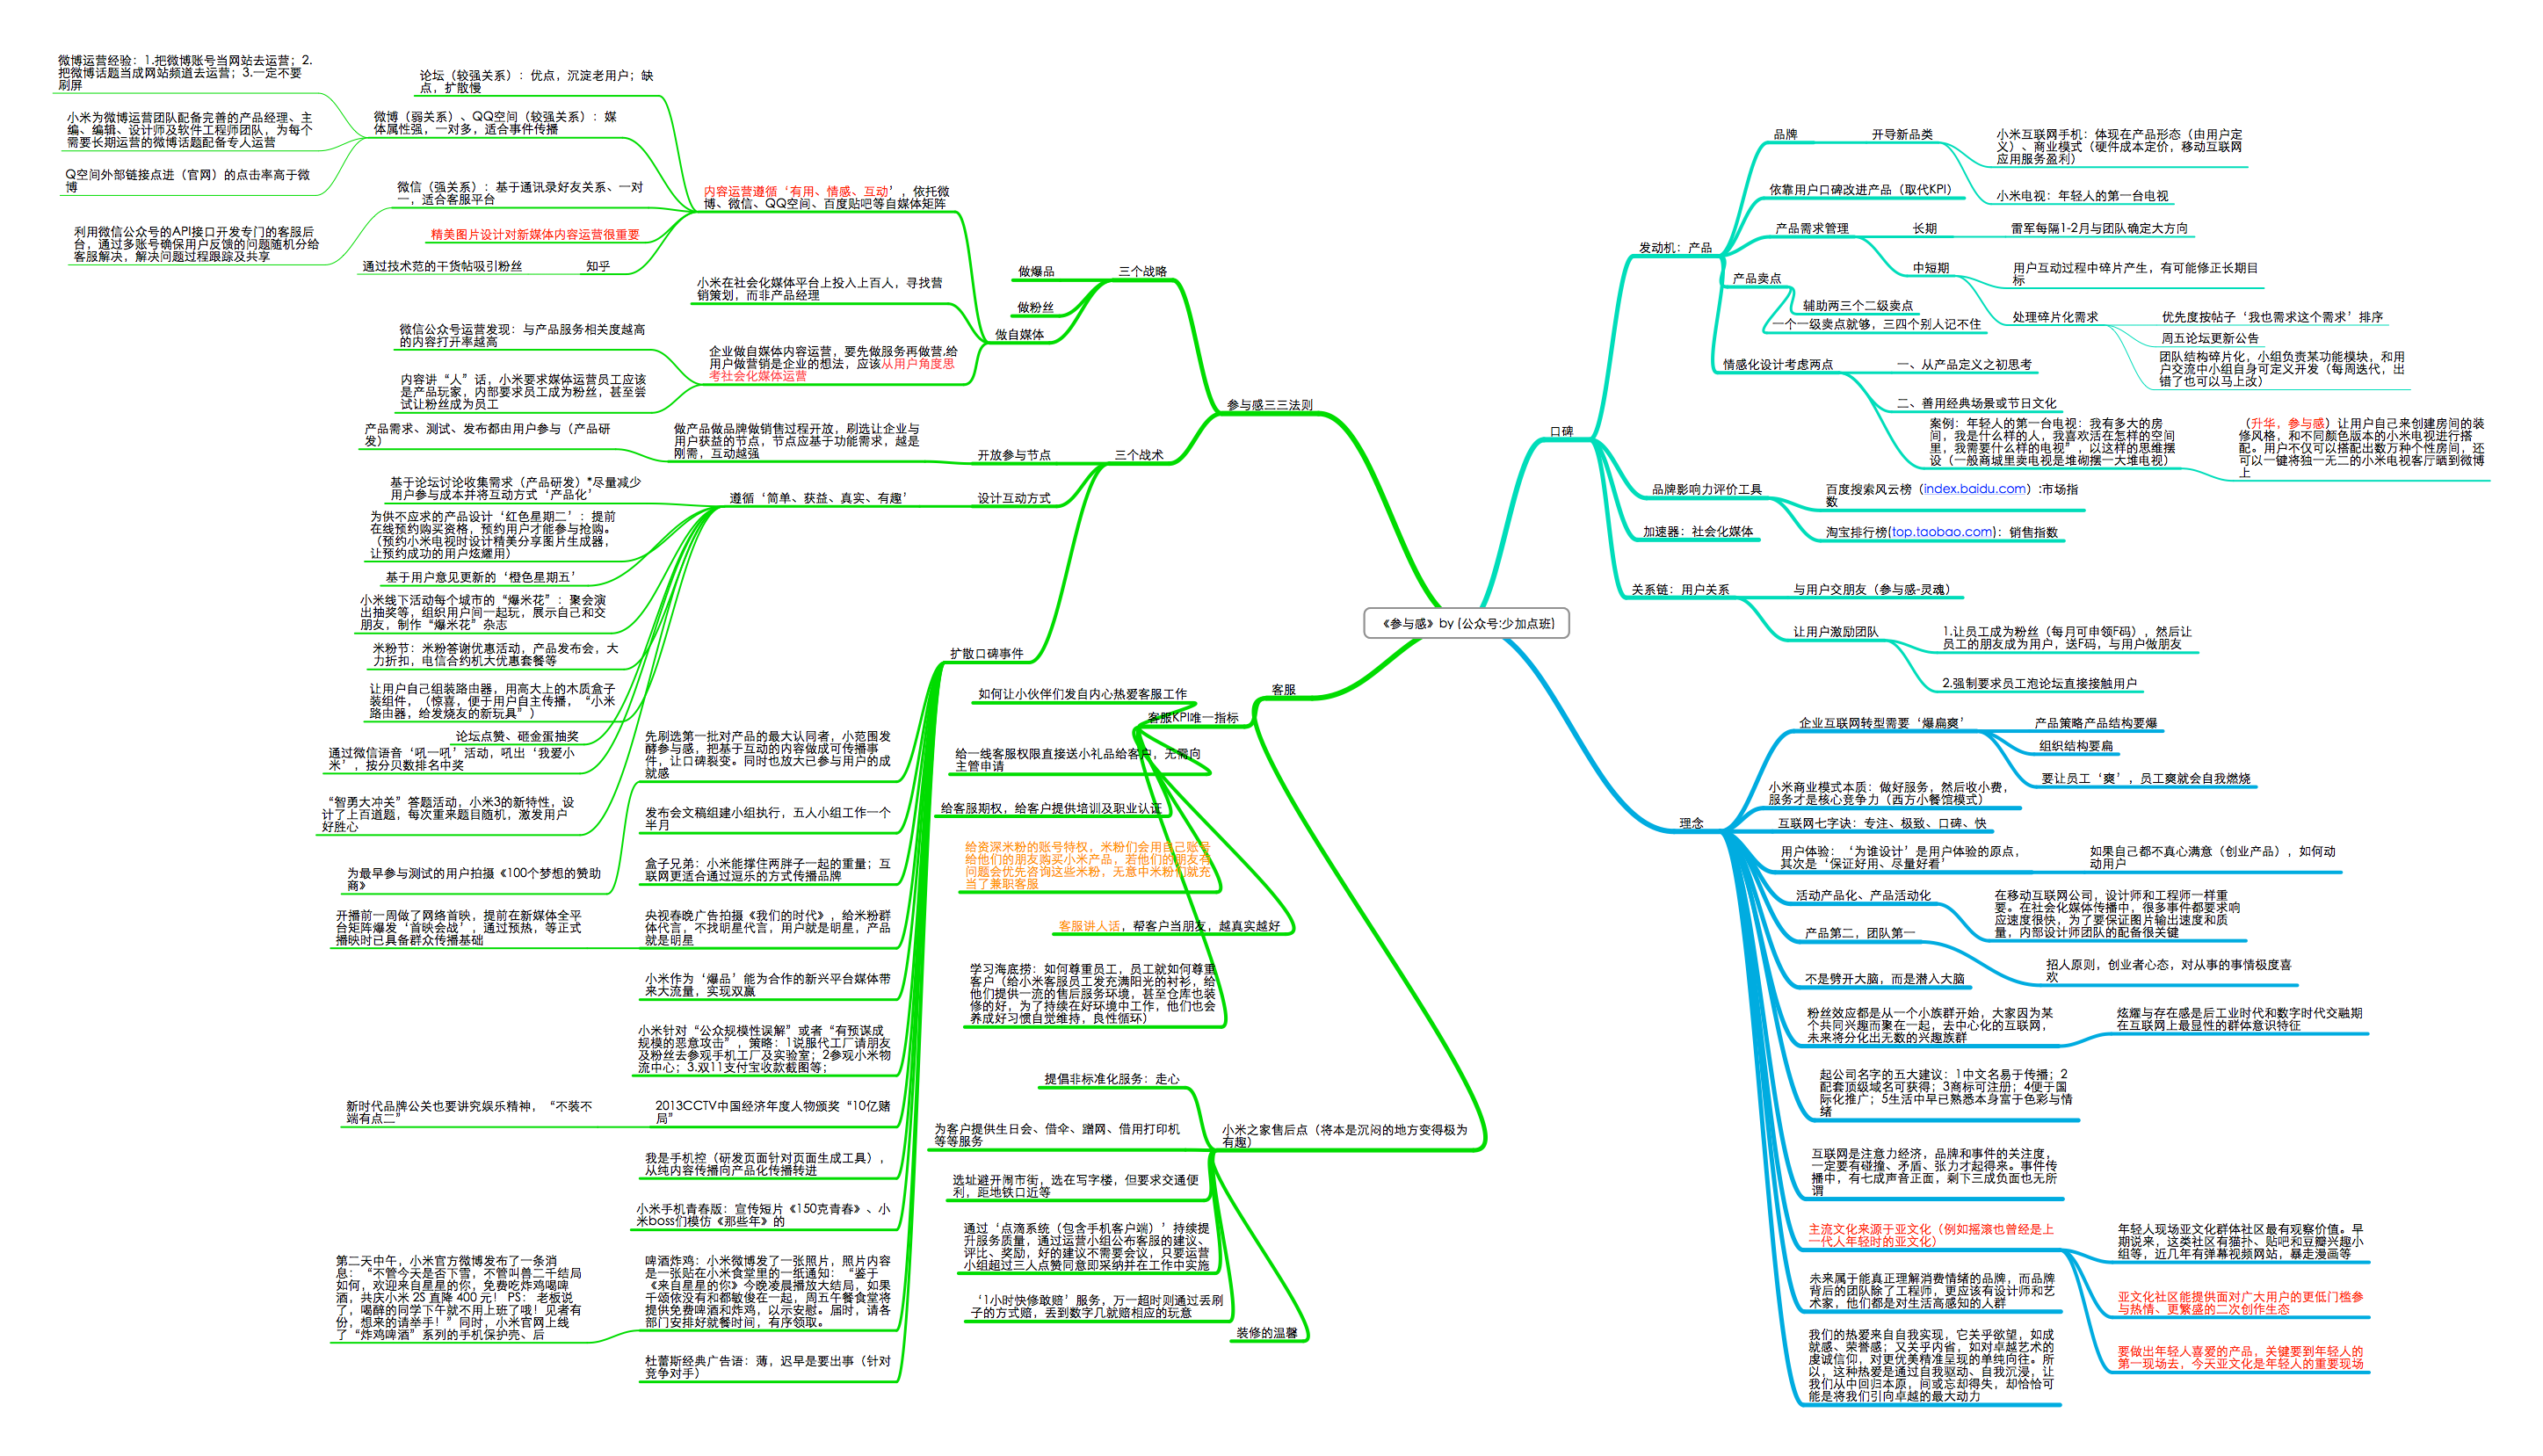 《参与感》by (公众号:少加点班)
口碑
发动机：产品
品牌
开导新品类
小米互联网手机：体现在产品形态（由用户定
义）、商业模式（硬件成本定价，移动互联网
应用服务盈利）
小米电视：年轻人的第一台电视
依靠用户口碑改进产品（取代KPI）
产品需求管理
长期
雷军每隔1-2月与团队确定大方向
中短期
用户互动过程中碎片产生，有可能修正长期目
标
处理碎片化需求
优先度按帖子‘我也需求这个需求’排序
周五论坛更新公告
团队结构碎片化，小组负责某功能模块，和用
户交流中小组自身可定义开发（每周迭代，出
错了也可以马上改）
产品卖点
辅助两三个二级卖点
一个一级卖点就够，三四个别人记不住
情感化设计考虑两点
一、从产品定义之初思考
二、善用经典场景或节日文化
案例：年轻人的第一台电视：我有多大的房
间，我是什么样的人，我喜欢活在怎样的空间
里，我需要什么样的电视”，以这样的思维摆
设（一般商城里卖电视是堆砌摆一大堆电视）
（升华，参与感）让用户自己来创建房间的装
修风格，和不同颜色版本的小米电视进行搭
配。用户不仅可以搭配出数万种个性房间，还
可以一键将独一无二的小米电视客厅晒到微博
上
品牌影响力评价工具
百度搜索风云榜（index.baidu.com）:市场指
数
淘宝排行榜(top.taobao.com)：销售指数
加速器：社会化媒体
关系链：用户关系
与用户交朋友（参与感-灵魂）
让用户激励团队
1.让员工成为粉丝（每月可申领F码），然后让
员工的朋友成为用户，送F码，与用户做朋友
2.强制要求员工泡论坛直接接触用户
理念
企业互联网转型需要‘爆扁爽’
产品策略产品结构要爆
组织结构要扁
要让员工‘爽’，员工爽就会自我燃烧
小米商业模式本质：做好服务，然后收小费，
服务才是核心竞争力（西方小餐馆模式）
互联网七字诀：专注、极致、口碑、快
用户体验：‘为谁设计’是用户体验的原点，
其次是‘保证好用、尽量好看’
如果自己都不真心满意（创业产品），如何动
动用户
活动产品化、产品活动化
在移动互联网公司，设计师和工程师一样重
要。在社会化媒体传播中，很多事件都要求响
应速度很快，为了要保证图片输出速度和质
量，内部设计师团队的配备很关键
产品第二，团队第一
招人原则，创业者心态，对从事的事情极度喜
欢
不是劈开大脑，而是潜入大脑
粉丝效应都是从一个小族群开始，大家因为某
个共同兴趣而聚在一起，去中心化的互联网，
未来将分化出无数的兴趣族群
炫耀与存在感是后工业时代和数字时代交融期
在互联网上最显性的群体意识特征
起公司名字的五大建议：1中文名易于传播；2
配套顶级域名可获得；3商标可注册；4便于国
际化推广；5生活中早已熟悉本身富于色彩与情
绪
互联网是注意力经济，品牌和事件的关注度，
一定要有碰撞、矛盾、张力才起得来。事件传
播中，有七成声音正面，剩下三成负面也无所
谓
主流文化来源于亚文化（例如摇滚也曾经是上
一代人年轻时的亚文化）
年轻人现场亚文化群体社区最有观察价值。早
期说来，这类社区有猫扑、贴吧和豆瓣兴趣小
组等，近几年有弹幕视频网站，暴走漫画等
亚文化社区能提供面对广大用户的更低门槛参
与热情、更繁盛的二次创作生态
要做出年轻人喜爱的产品，关键要到年轻人的
第一现场去，今天亚文化是年轻人的重要现场
未来属于能真正理解消费情绪的品牌，而品牌
背后的团队除了工程师，更应该有设计师和艺
术家，他们都是对生活高感知的人群
我们的热爱来自自我实现，它关乎欲望，如成
就感、荣誉感；又关乎内省，如对卓越艺术的
虔诚信仰，对更优美精准呈现的单纯向往。所
以，这种热爱是通过自我驱动、自我沉浸，让
我们从中回归本原，间或忘却得失，却恰恰可
能是将我们引向卓越的最大动力
参与感三三法则
三个战略
做爆品
做粉丝
做自媒体
内容运营遵循‘有用、情感、互动’，依托微
博、微信、QQ空间、百度贴吧等自媒体矩阵
论坛（较强关系）：优点，沉淀老用户；缺
点，扩散慢
微博（弱关系）、QQ空间（较强关系）：媒
体属性强，一对多，适合事件传播
微博运营经验：1.把微博账号当网站去运营；2.
把微博话题当成网站频道去运营；3.一定不要
刷屏
小米为微博运营团队配备完善的产品经理、主
编、编辑、设计师及软件工程师团队，为每个
需要长期运营的微博话题配备专人运营
Q空间外部链接点进（官网）的点击率高于微
博
微信（强关系）：基于通讯录好友关系、一对
一，适合客服平台
利用微信公众号的API接口开发专门的客服后
台，通过多账号确保用户反馈的问题随机分给
客服解决，解决问题过程跟踪及共享
精美图片设计对新媒体内容运营很重要
知乎
通过技术范的干货帖吸引粉丝
小米在社会化媒体平台上投入上百人，寻找营
销策划，而非产品经理
企业做自媒体内容运营，要先做服务再做营.给
用户做营销是企业的想法，应该从用户角度思
考社会化媒体运营
微信公众号运营发现：与产品服务相关度越高
的内容打开率越高
内容讲“人”话，小米要求媒体运营员工应该
是产品玩家，内部要求员工成为粉丝，甚至尝
试让粉丝成为员工
三个战术
开放参与节点
做产品做品牌做销售过程开放，刷选让企业与
用户获益的节点，节点应基于功能需求，越是
刚需，互动越强
产品需求、测试、发布都由用户参与（产品研
发）
设计互动方式
遵循‘简单、获益、真实、有趣’
基于论坛讨论收集需求（产品研发）*尽量减少
用户参与成本并将互动方式‘产品化’
为供不应求的产品设计‘红色星期二’：提前
在线预约购买资格，预约用户才能参与抢购。
（预约小米电视时设计精美分享图片生成器，
让预约成功的用户炫耀用）
基于用户意见更新的‘橙色星期五’
小米线下活动每个城市的“爆米花”：聚会演
出抽奖等，组织用户间一起玩，展示自己和交
朋友，制作“爆米花”杂志
米粉节：米粉答谢优惠活动，产品发布会，大
力折扣，电信合约机大优惠套餐等
让用户自己组装路由器，用高大上的木质盒子
装组件，（惊喜，便于用户自主传播，“小米
路由器，给发烧友的新玩具”）
论坛点赞、砸金蛋抽奖
通过微信语音‘吼一吼’活动，吼出‘我爱小
米’，按分贝数排名中奖
“智勇大冲关”答题活动，小米3的新特性，设
计了上百道题，每次重来题目随机，激发用户
好胜心
扩散口碑事件
先刷选第一批对产品的最大认同者，小范围发
酵参与感，把基于互动的内容做成可传播事
件，让口碑裂变。同时也放大已参与用户的成
就感
为最早参与测试的用户拍摄《100个梦想的赞助
商》
发布会文稿组建小组执行，五人小组工作一个
半月
盒子兄弟：小米能撑住两胖子一起的重量；互
联网更适合通过逗乐的方式传播品牌
央视春晚广告拍摄《我们的时代》，给米粉群
体代言，不找明星代言，用户就是明星，产品
就是明星
开播前一周做了网络首映，提前在新媒体全平
台矩阵爆发‘首映会战’，通过预热，等正式
播映时已具备群众传播基础
小米作为‘爆品’能为合作的新兴平台媒体带
来大流量，实现双赢
小米针对“公众规模性误解”或者“有预谋成
规模的恶意攻击”，策略：1说服代工厂请朋友
及粉丝去参观手机工厂及实验室；2参观小米物
流中心；3.双11支付宝收款截图等；
2013CCTV中国经济年度人物颁奖“10亿赌
局”
新时代品牌公关也要讲究娱乐精神，“不装不
端有点二”
我是手机控（研发页面针对页面生成工具），
从纯内容传播向产品化传播转进
小米手机青春版：宣传短片《150克青春》、小
米boss们模仿《那些年》的
啤酒炸鸡：小米微博发了一张照片，照片内容
是一张贴在小米食堂里的一纸通知：“鉴于
《来自星星的你》今晚凌晨播放大结局，如果
千颂依没有和都敏俊在一起，周五午餐食堂将
提供免费啤酒和炸鸡，以示安慰。届时，请各
部门安排好就餐时间，有序领取。
第二天中午，小米官方微博发布了一条消
息：“不管今天是否下雪，不管叫兽二千结局
如何，欢迎来自星星的你，免费吃炸鸡喝啤
酒，共庆小米 2S 直降 400 元！ PS： 老板说
了，喝醉的同学下午就不用上班了哦！见者有
份，想来的请举手！”同时，小米官网上线
了“炸鸡啤酒”系列的手机保护壳、后
杜蕾斯经典广告语：薄，迟早是要出事（针对
竞争对手）
客服
客服KPI唯一指标
如何让小伙伴们发自内心热爱客服工作
给一线客服权限直接送小礼品给客户，无需向
主管申请
给客服期权，给客户提供培训及职业认证
给资深米粉的账号特权，米粉们会用自己账号
给他们的朋友购买小米产品，若他们的朋友有
问题会优先咨询这些米粉，无意中米粉们就充
当了兼职客服
客服讲人话，帮客户当朋友，越真实越好
学习海底捞：如何尊重员工，员工就如何尊重
客户（给小米客服员工发充满阳光的衬衫，给
他们提供一流的售后服务环境，甚至仓库也装
修的好，为了持续在好环境中工作，他们也会
养成好习惯自觉维持，良性循环）
小米之家售后点（将本是沉闷的地方变得极为
有趣）
提倡非标准化服务：走心
为客户提供生日会、借伞、蹭网、借用打印机
等等服务
选址避开闹市街，选在写字楼，但要求交通便
利，距地铁口近等
通过‘点滴系统（包含手机客户端）’持续提
升服务质量，通过运营小组公布客服的建议、
评比、奖励，好的建议不需要会议，只要运营
小组超过三人点赞同意即采纳并在工作中实施
‘1小时快修敢赔’服务，万一超时则通过丢刷
子的方式赔，丢到数字几就赔相应的玩意
装修的温馨